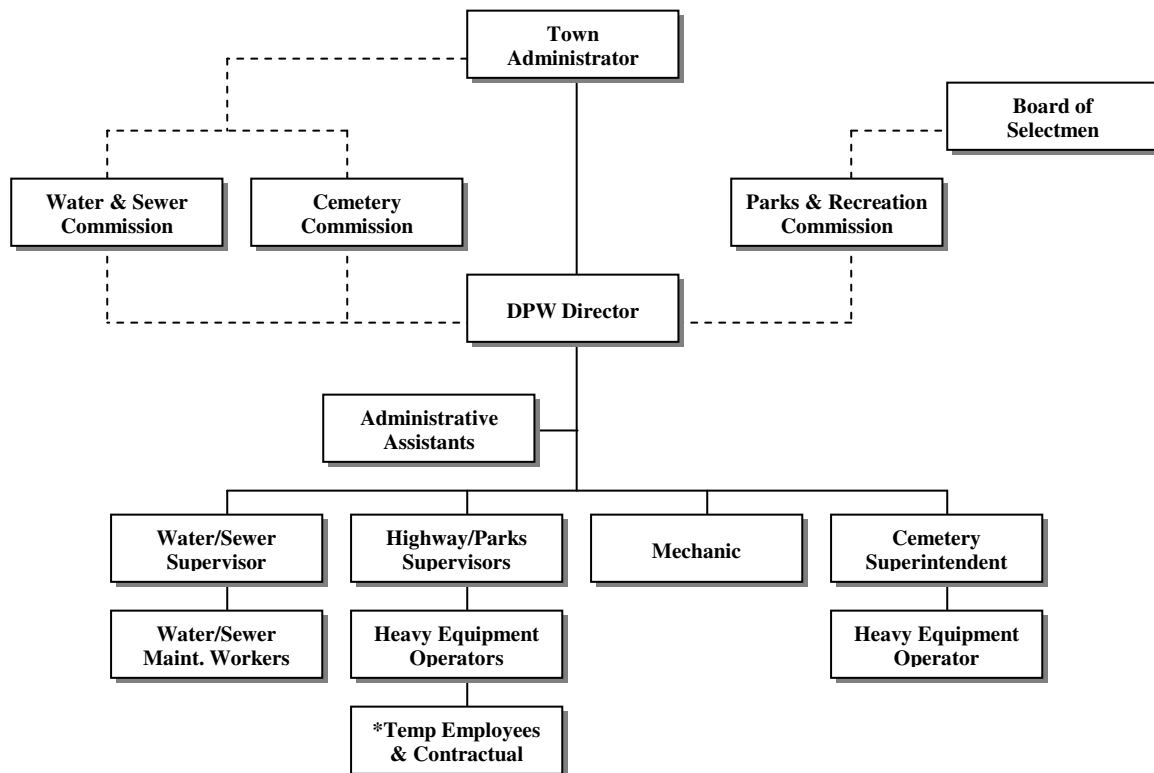 Town
Administrator
Board of
Selectmen
Water & Sewer
Commission
Cemetery
Commission
Parks & Recreation
Commission
DPW Director
Administrative
Assistants
Water/Sewer
Supervisor
Highway/Parks
Supervisors
Mechanic
Cemetery
Superintendent
Water/Sewer
Maint. Workers
Heavy Equipment
Operators
Heavy Equipment
Operator
*Temp Employees
& Contractual